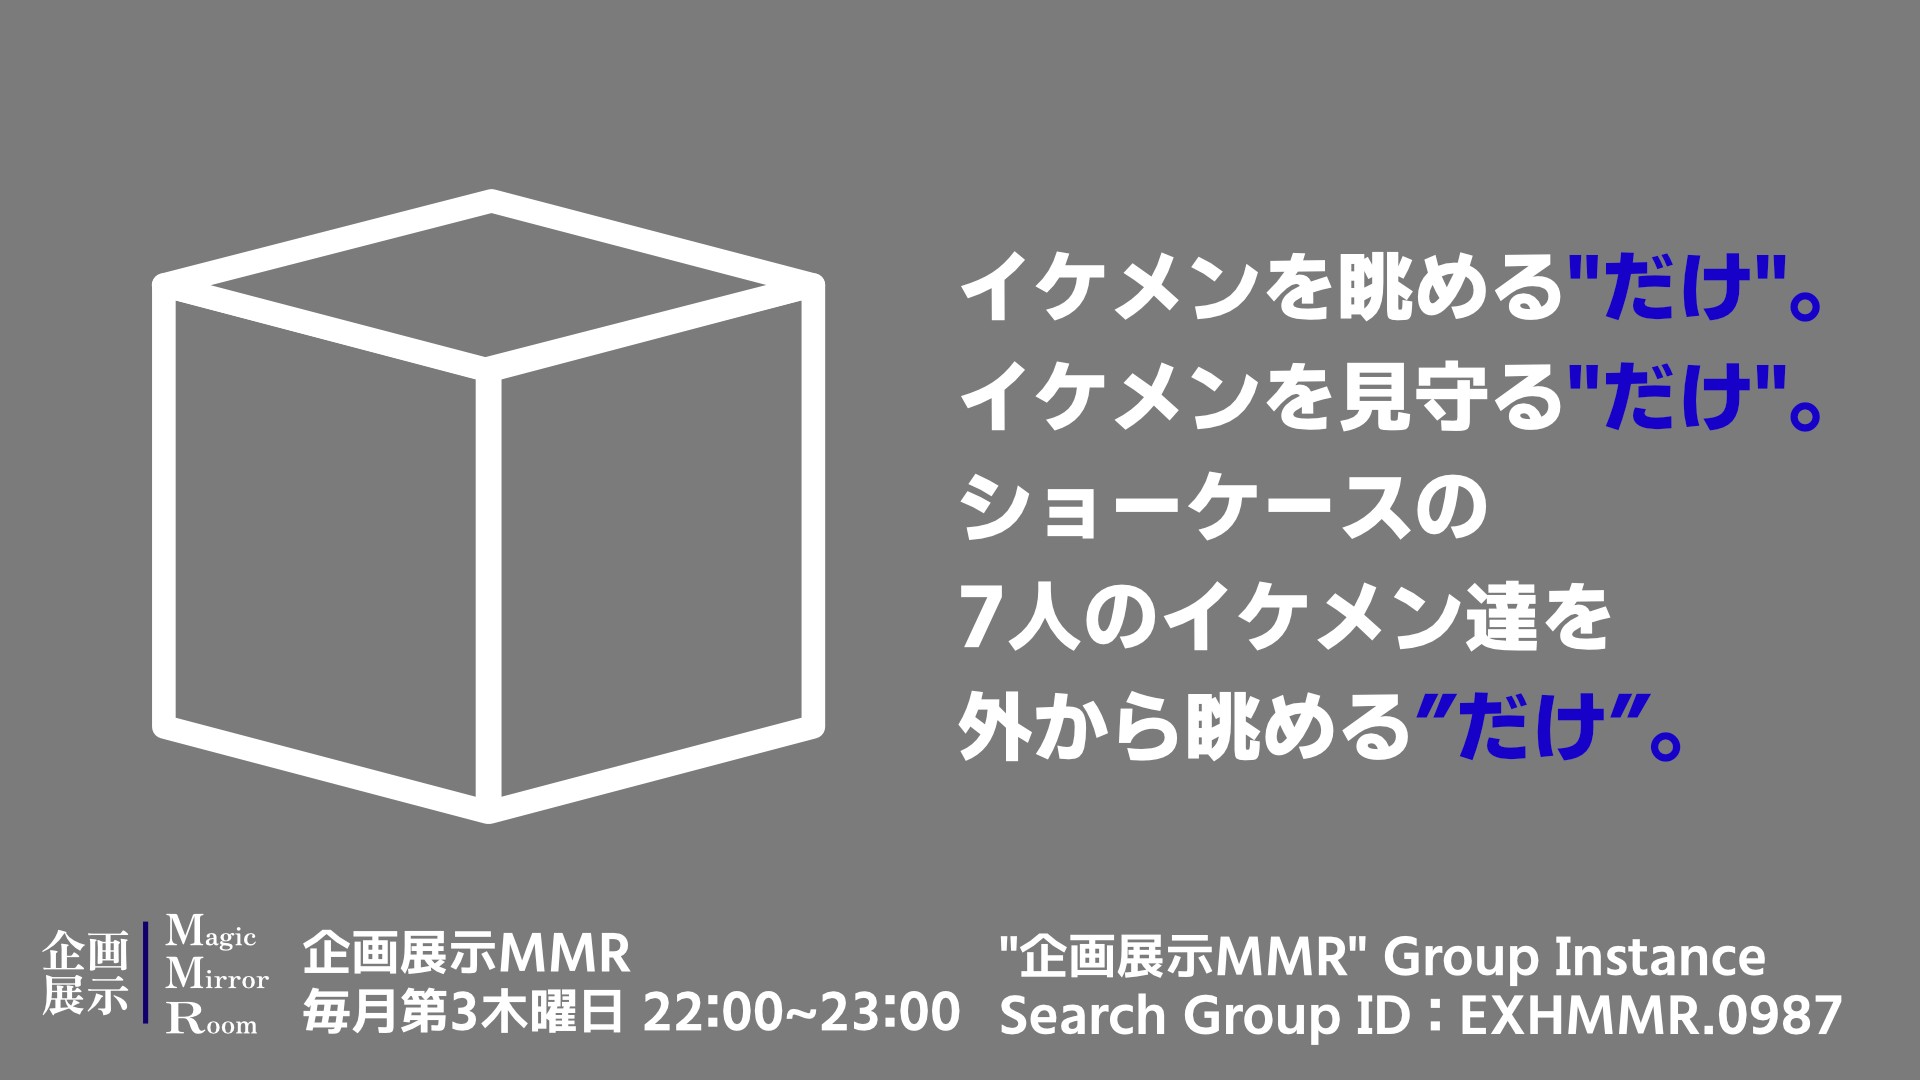 イケメンを眺める"だけ"。
イケメンを見守る"だけ"。
ショーケースの
7人のイケメン達を
外から眺める”だけ”。
企画
展示
Magic
Mirror
Room
企画展示MMR
毎月第3木曜日 22:00~23:00
"企画展示MMR" Group Instance
Search Group ID：EXHMMR.0987